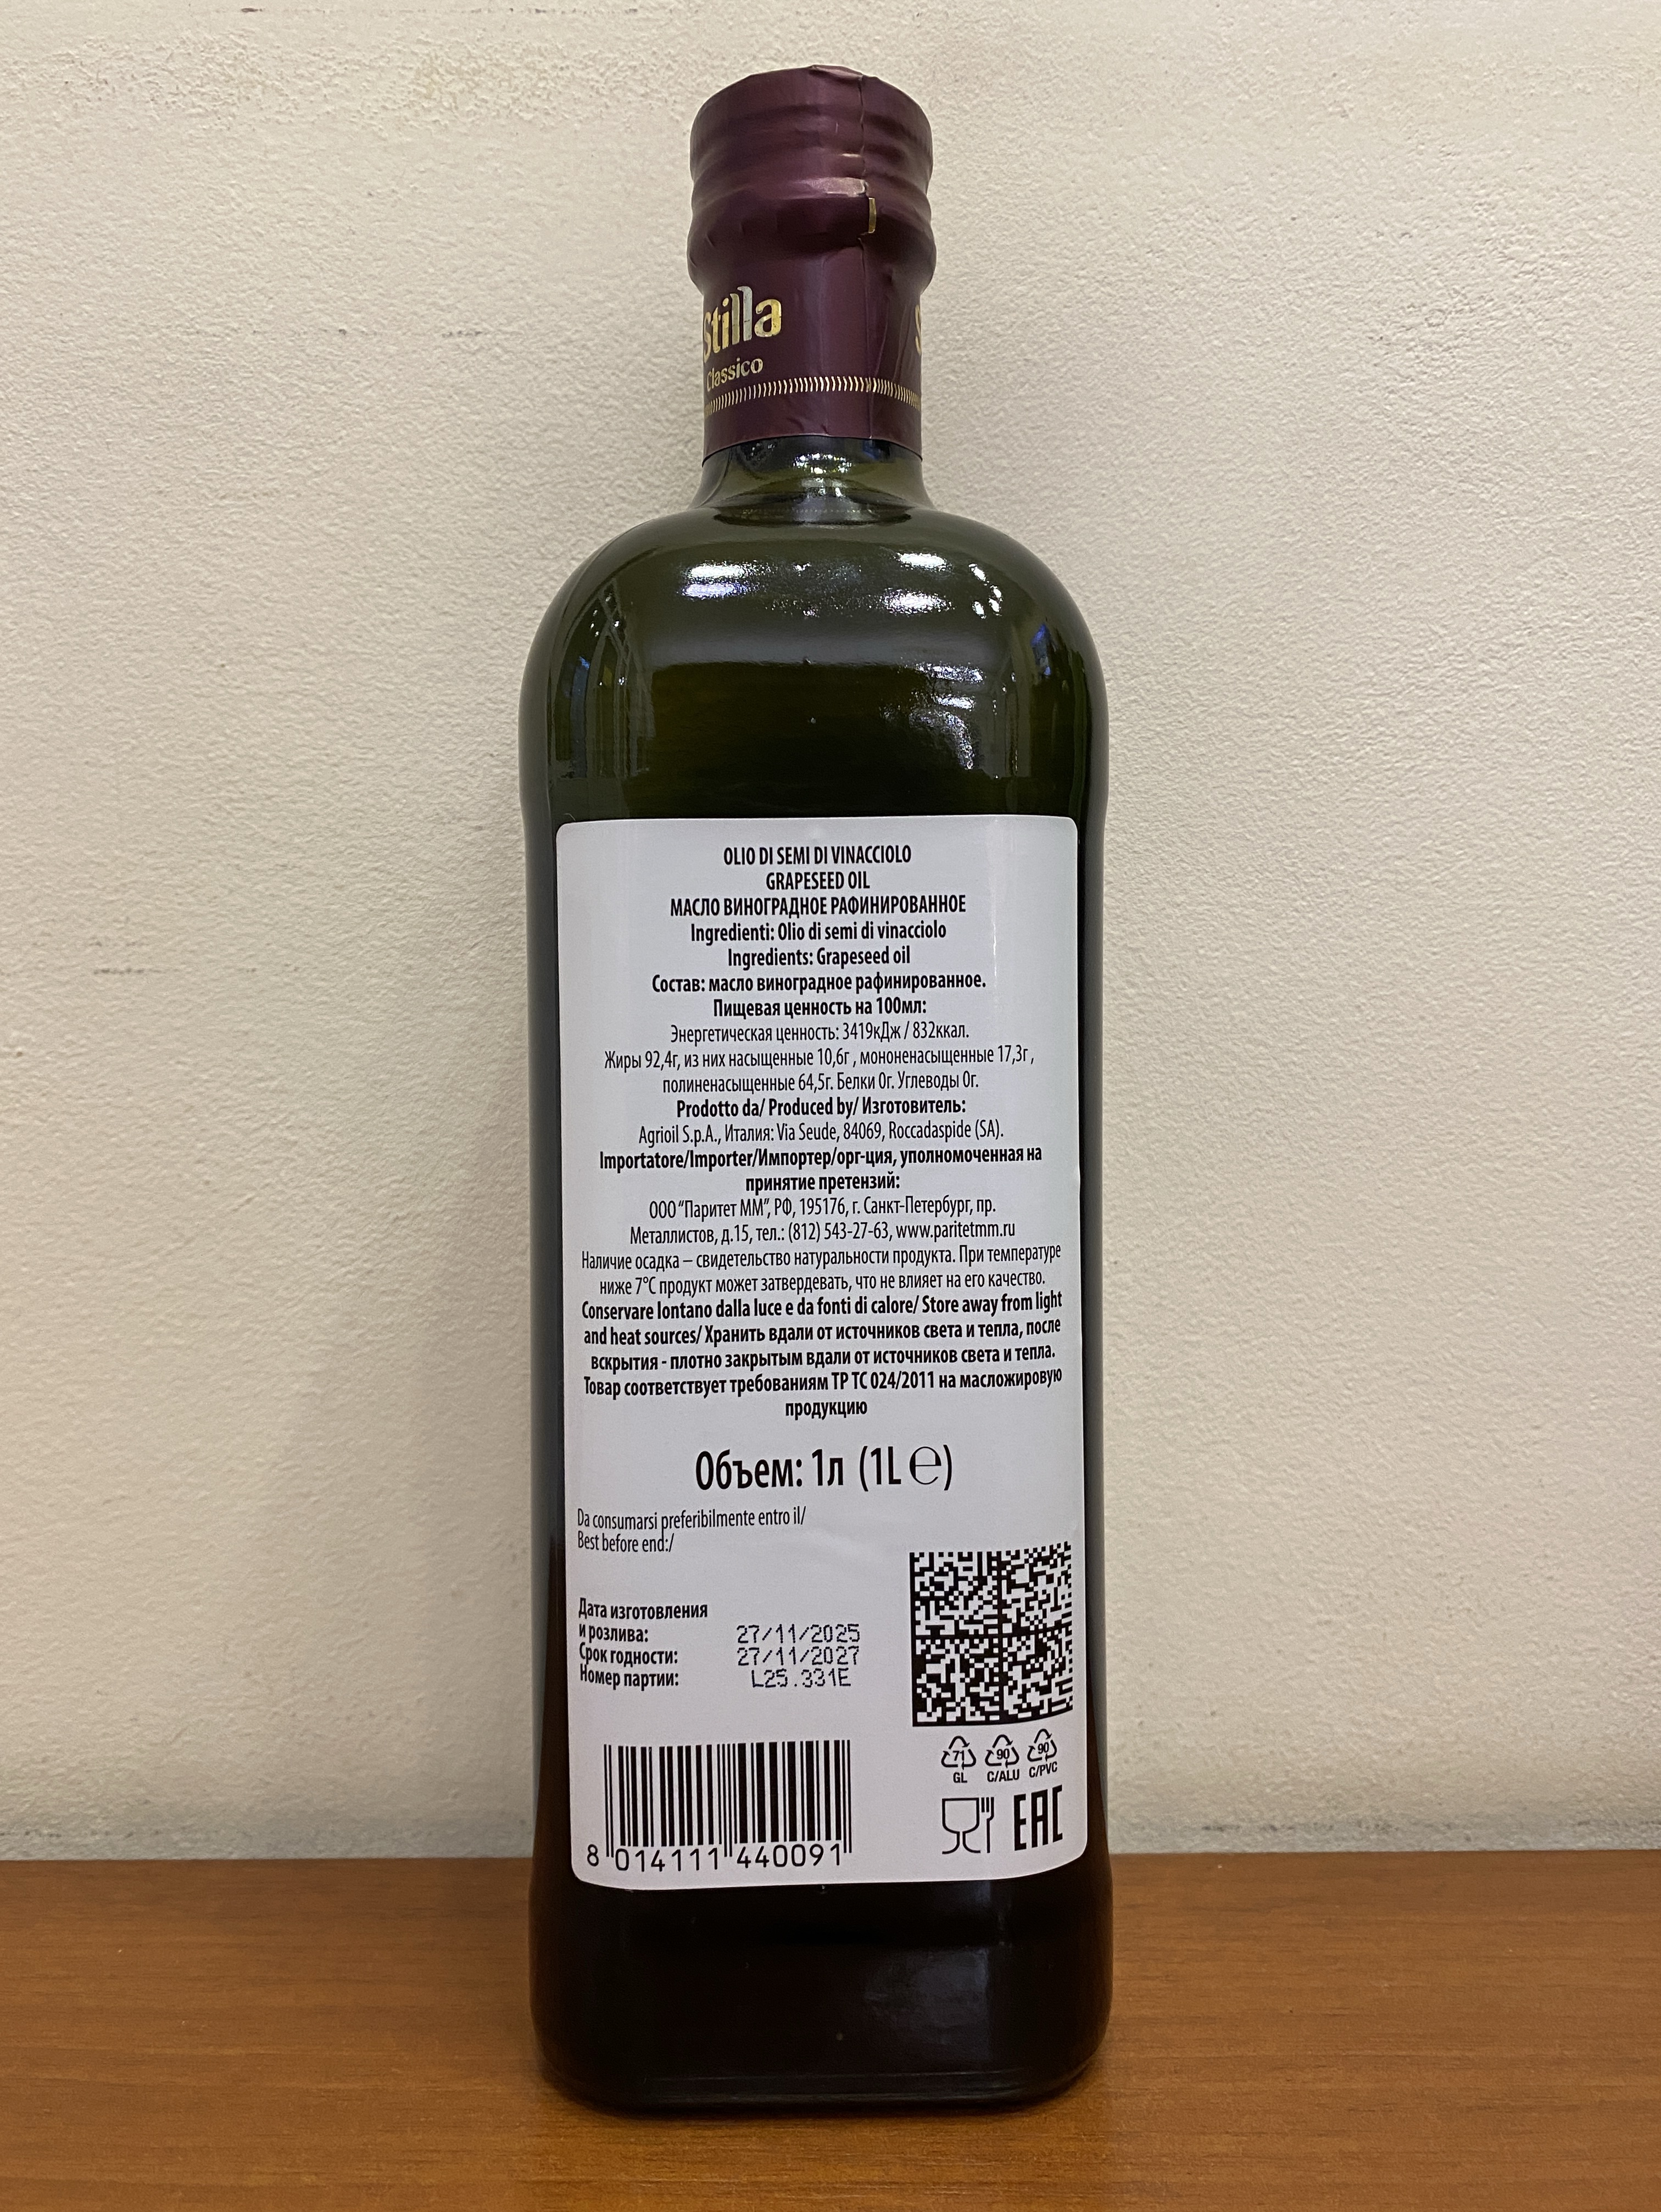 Stilla
Classico
S
OLIO DI SEMI DI VINACCIOLO
GRAPESEED OIL
МАСЛО ВИНОГРАДНОЕ РАФИНИРОВАННОЕ
Ingredienti: Olio di semi di vinacciolo
Ingredients: Grapeseed oil
Состав: масло виноградное рафинированное.
Пищевая ценность на 100мл:
Энергетическая ценность: 3419кДж / 832ккал.
Жиры 92,4г, из них насыщенные 10,6г , мононенасыщенные 17,3г ,
полиненасыщенные 64,5г. Белки 0г. Углеводы 0г.
Prodotto da/ Produced by/ Изготовитель:
Agrioil S.p.A., Италия: Via Seude, 84069, Roccadaspide (SA).
Importatore/Importer/Импортер/орг-ция, уполномоченная на
принятие претензий:
ООО "Паритет ММ", РФ, 195176, г. Санкт-Петербург, пр.
Металлистов, д.15, тел.: (812) 543-27-63, www.paritetmm.ru
Наличие осадка – свидетельство натуральности продукта. При температуре
ниже 7°C продукт может затвердевать, что не влияет на его качество.
Conservare lontano dalla luce e da fonti di calore/ Store away from light
and heat sources/ Хранить вдали от источников света и тепла, после
вскрытия - плотно закрытым вдали от источников света и тепла.
Товар соответствует требованиям ТР ТС 024/2011 на масложировую
продукцию
Объем: 1л (1L ℮)
Da consumarsi preferibilmente entro il/
Best before end:/
Дата изготовления
и розлива: 27/11/2025
Срок годности: 27/11/2027
Номер партии: L25.331E
71 90 90
GL C/ALU C/PVC
EAC
8 014111 440091